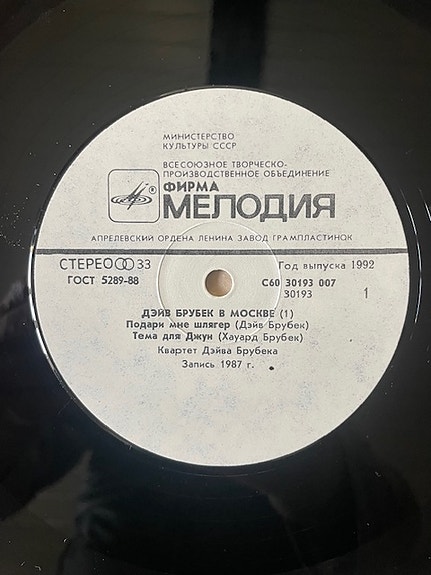 МИНИСТЕРСТВО
КУЛЬТУРЫ СССР
ВСЕСОЮЗНОЕ ТВОРЧЕСКО-
ПРОИЗВОДСТВЕННОЕ ОБЪЕДИНЕНИЕ
® ФИРМА
МЕЛОДИЯ
АПРЕЛЕВСКИЙ ОРДЕНА ЛЕНИНА ЗАВОД ГРАМПЛАСТИНОК
СТЕРЕО 33
Год выпуска 1992
ГОСТ 5289-88
С60 30193 007
30193
1
ДЭЙВ БРУБЕК В МОСКВЕ (1)
Подари мне шлягер (Дэйв Брубек)
Тема для Джун (Хауард Брубек)
Квартет Дэйва Брубека
Запись 1987 г.